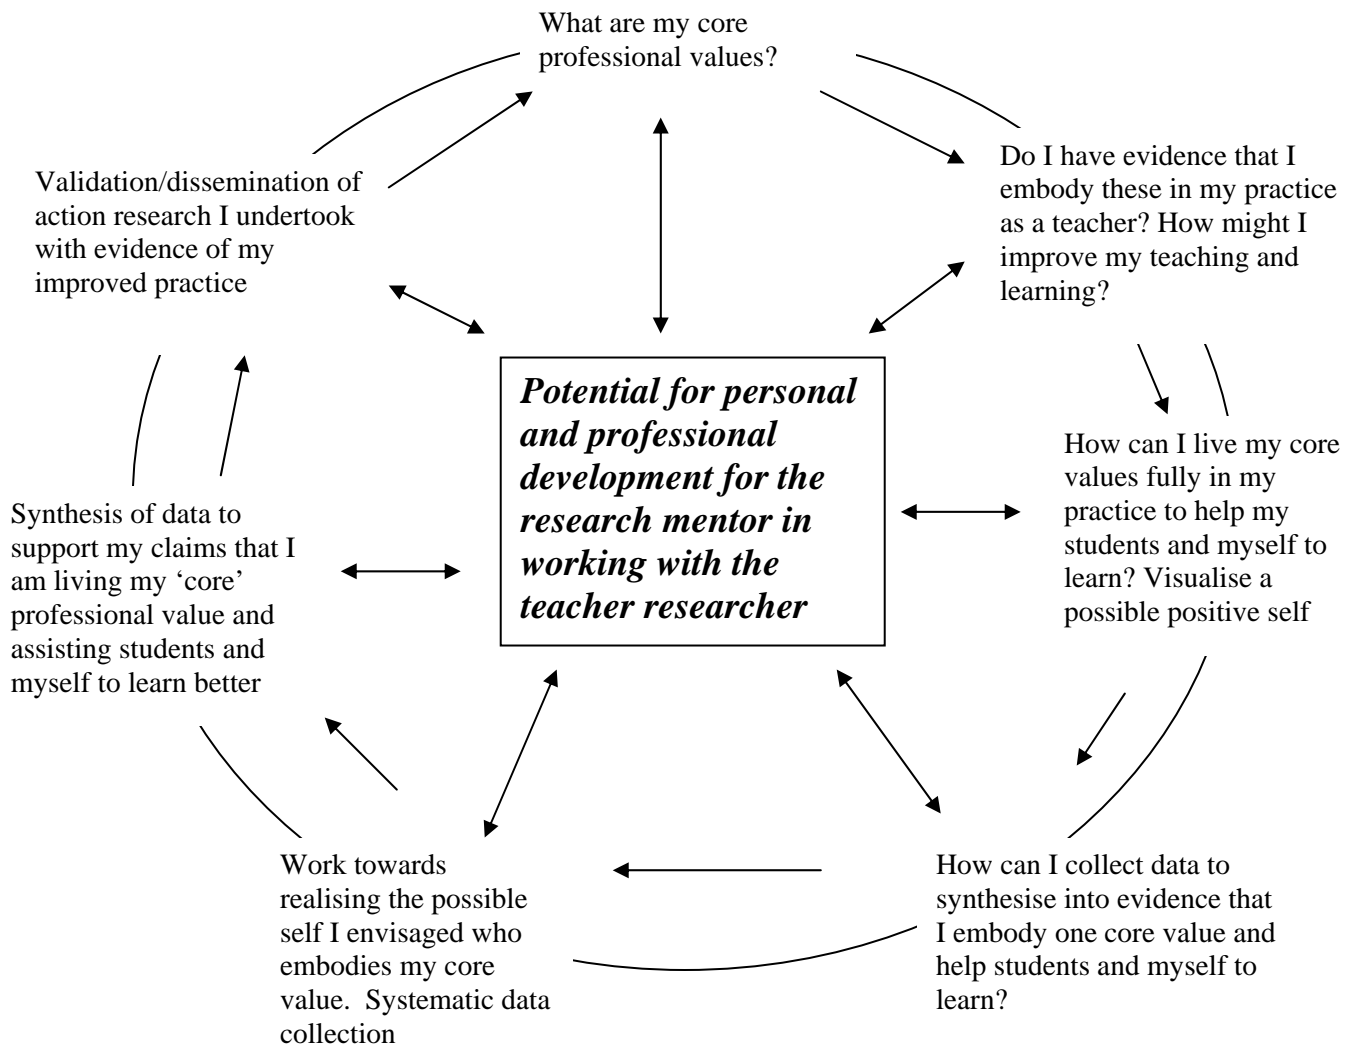 What are my core
professional values?
Do I have evidence that I
embody these in my practice
as a teacher? How might I
improve my teaching and
learning?
How can I live my core
values fully in my
practice to help my
students and myself to
learn? Visualise a
possible positive self
How can I collect data to
synthesise into evidence that
I embody one core value and
help students and myself to
learn?
Work towards
realising the possible
self I envisaged who
embodies my core
value.  Systematic data
collection
Synthesis of data to
support my claims that I
am living my ‘core’
professional value and
assisting students and
myself to learn better
Validation/dissemination of
action research I undertook
with evidence of my
improved practice
Potential for personal
and professional
development for the
research mentor in
working with the
teacher researcher